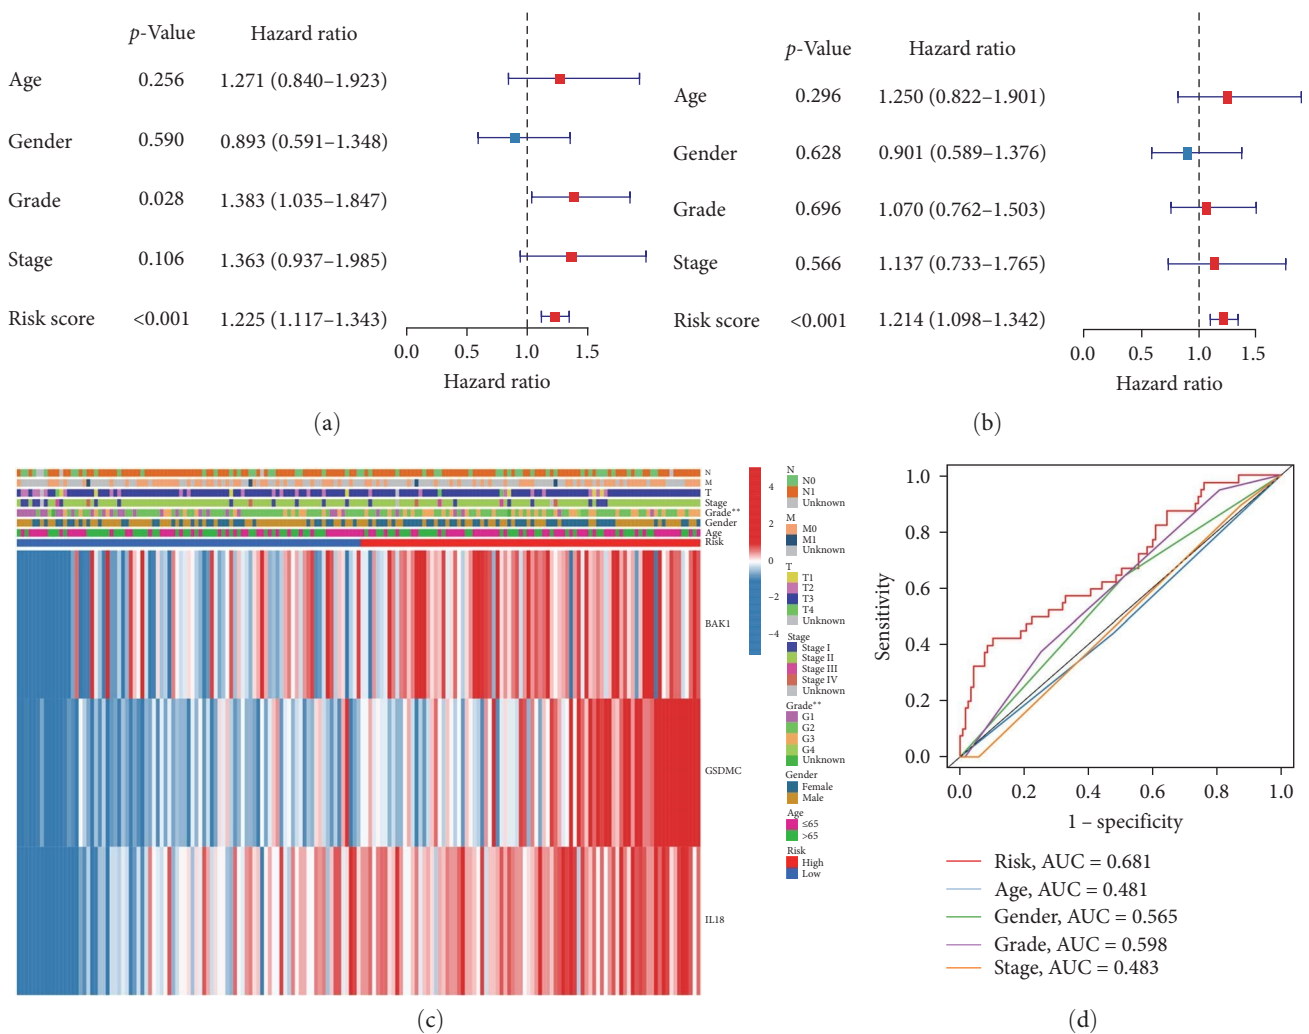 p-Value Hazard ratio
Age 0.256 1.271 (0.840–1.923)
Gender 0.590 0.893 (0.591–1.348)
Grade 0.028 1.383 (1.035–1.847)
Stage 0.106 1.363 (0.937–1.985)
Risk score <0.001 1.225 (1.117–1.343)
0.0 0.5 1.0 1.5
Hazard ratio
(a)
p-Value Hazard ratio
Age 0.296 1.250 (0.822–1.901)
Gender 0.628 0.901 (0.589–1.376)
Grade 0.696 1.070 (0.762–1.503)
Stage 0.566 1.137 (0.733–1.765)
Risk score <0.001 1.214 (1.098–1.342)
0.0 0.5 1.0 1.5
Hazard ratio
(b)
N
M
T
Stage
Grade**
Gender
Age
Risk
BAK1
GSDMC
IL18
4
2
0
−2
−4
N
N0
N1
Unknown
M
M0
M1
Unknown
T
T1
T2
T3
T4
Unknown
Stage
Stage I
Stage II
Stage III
Stage IV
Unknown
Grade**
G1
G2
G3
G4
Unknown
Gender
Female
Male
Age
≤65
>65
Risk
High
Low
(c)
Sensitivity
1.0
0.8
0.6
0.4
0.2
0.0
0.0 0.2 0.4 0.6 0.8 1.0
1 – specificity
Risk, AUC = 0.681
Age, AUC = 0.481
Gender, AUC = 0.565
Grade, AUC = 0.598
Stage, AUC = 0.483
(d)